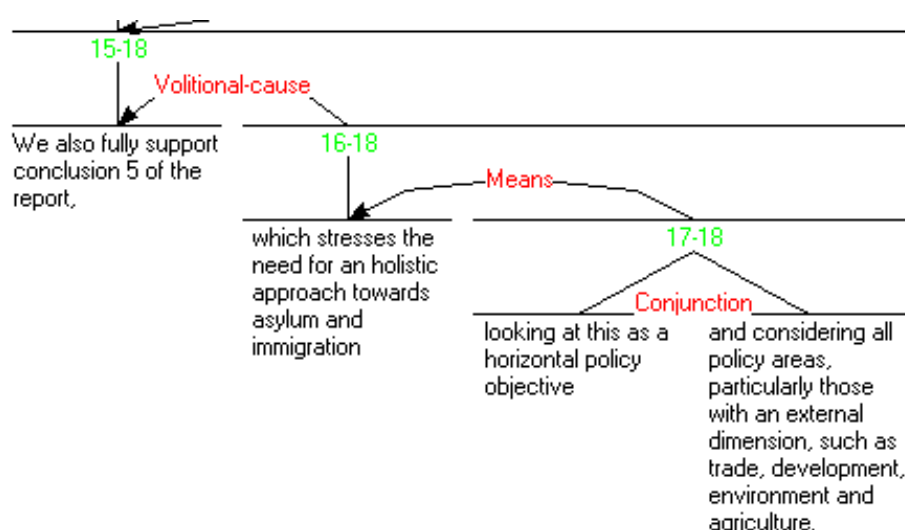 15-18
Volitional-cause
We also fully support
conclusion 5 of the
report,
16-18
Means
which stresses the
need for an holistic
approach towards
asylum and
immigration
17-18
Conjunction
looking at this as a
horizontal policy
objective
and considering all
policy areas,
particularly those
with an external
dimension, such as
trade, development,
environment and
agriculture.